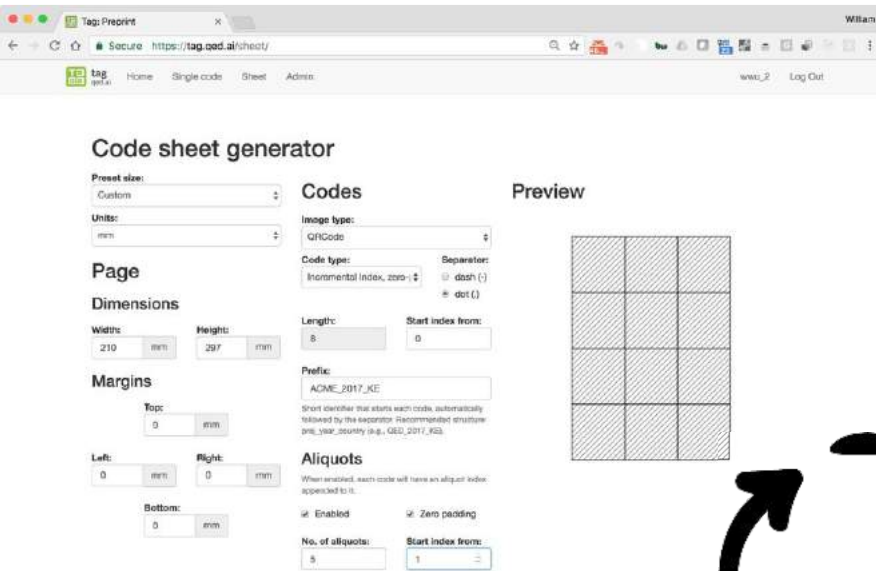 Tag: Preprint
William
Secure https://tag.qed.ai/sheet/
tag Home Single code Sheet Admin wwu_2 Log Out
qed.ai
Code sheet generator
Preset size:
Custom
Units:
mm
Page
Dimensions
Width: Height:
210 mm 297 mm
Margins
Top:
0 mm
Left: Right:
0 mm 0 mm
Bottom:
0 mm
Codes
Image type:
QRCode
Code type: Separator:
Incremental index, zero- dash (-)
dot (.)
Length: Start index from:
8 0
Prefix:
ACME_2017_KE
Short identifier that starts each code, automatically
followed by the separator. Recommended structure:
proj_year_country (e.g., QED_2017_KE).
Aliquots
When enabled, each code will have an aliquot index
appended to it.
Enabled Zero padding
No. of aliquots: Start index from:
5 1
Preview